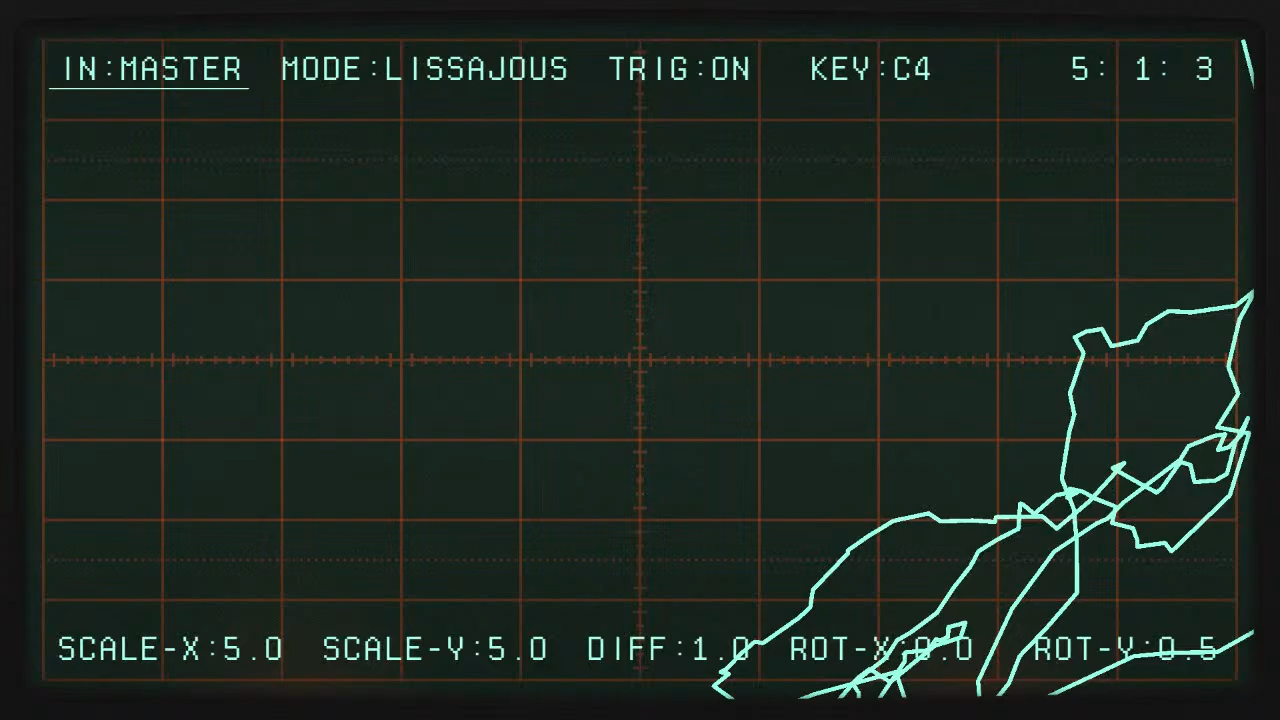 IN:MASTER MODE:LISSAJOUS TRIG:ON KEY:C4 5: 1: 3
SCALE-X:5.0 SCALE-Y:5.0 DIFF:1.0 ROT-X:0.0 ROT-Y:0.5